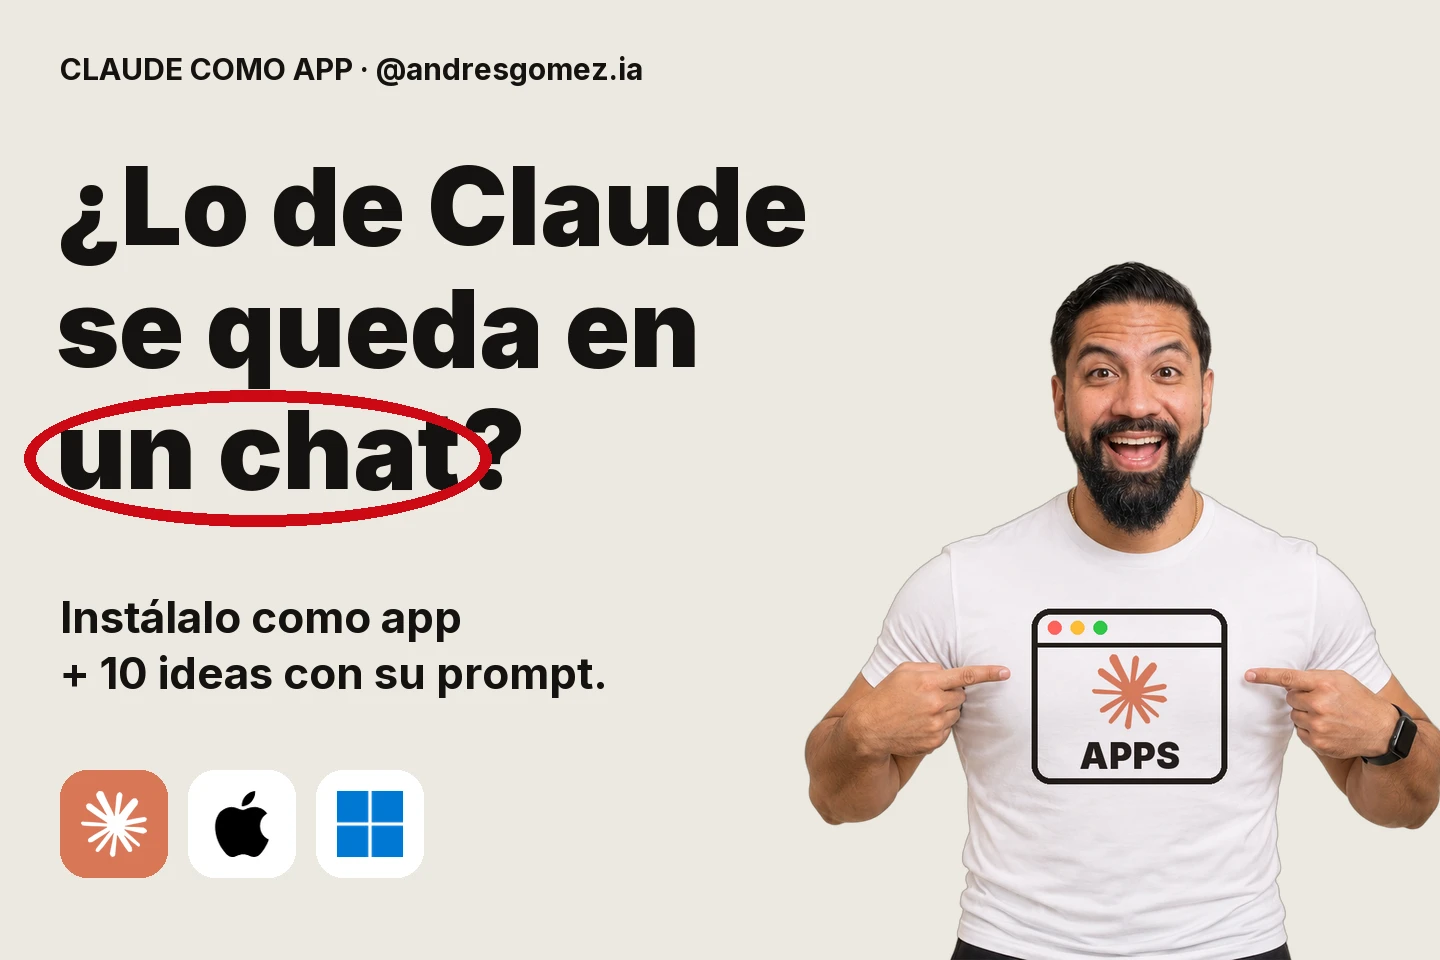 CLAUDE COMO APP · @andresgomez.ia
¿Lo de Claude
se queda en
un chat?
Instálalo como app
+ 10 ideas con su prompt.
APPS